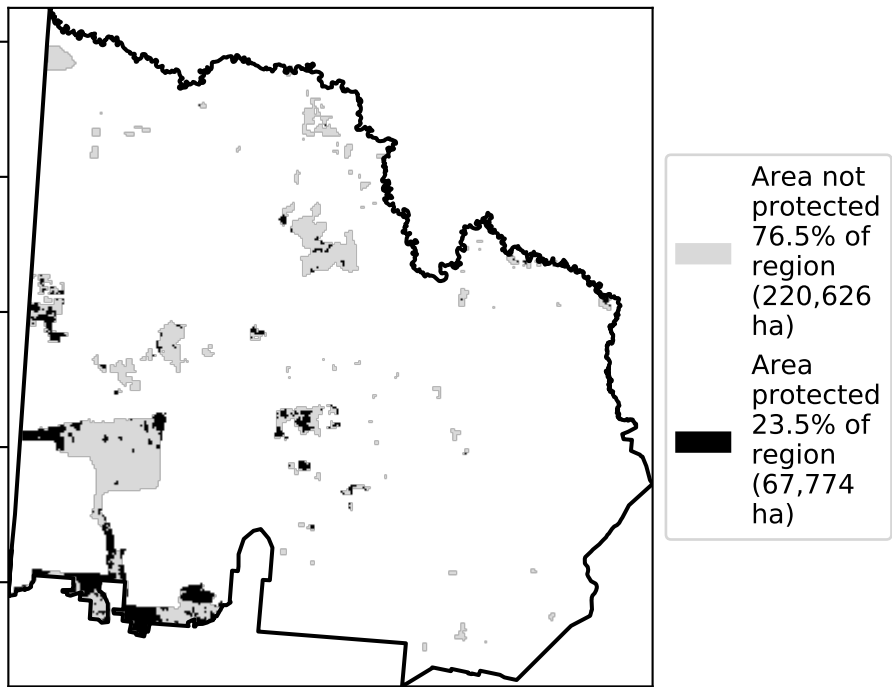 Area not
protected
76.5% of
region
(220,626
ha)
Area
protected
23.5% of
region
(67,774
ha)